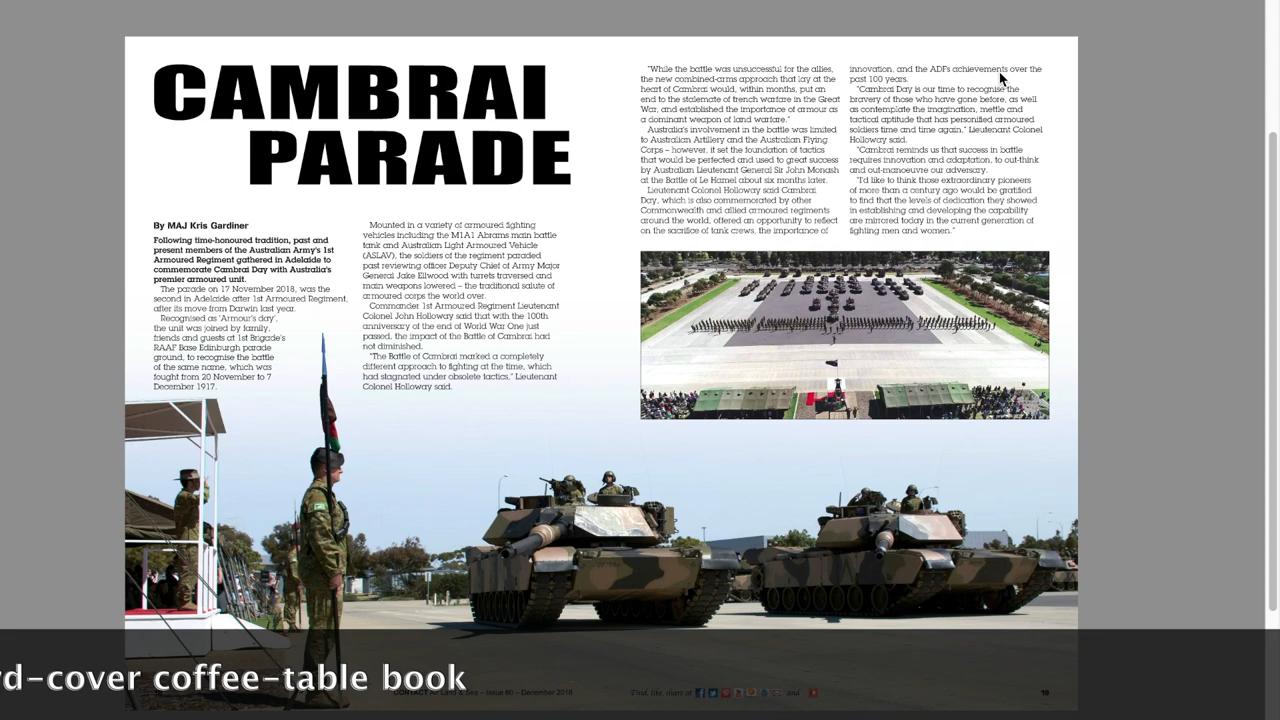 CAMBRAI
PARADE
By MAJ Kris Gardiner
Following time-honoured tradition, past and
present members of the Australian Army's 1st
Armoured Regiment gathered in Adelaide to
commemorate Cambrai Day with Australia's
premier armoured unit.
The parade on 17 November 2018, was the
second in Adelaide after 1st Armoured Regiment,
after its move from Darwin last year.
Recognised as 'Armour's day',
the unit was joined by family,
friends and guests at 1st Brigade's
RAAF Base Edinburgh parade
ground, to recognise the battle
of the same name, which was
fought from 20 November to 7
December 1917.
Mounted in a variety of armoured fighting
vehicles including the M1A1 Abrams main battle
tank and Australian Light Armoured Vehicle
(ASLAV), the soldiers of the regiment paraded
past reviewing officer Deputy Chief of Army Major
General Jake Ellwood with turrets traversed and
main weapons lowered – the traditional salute of
armoured corps the world over.
Commander 1st Armoured Regiment Lieutenant
Colonel John Holloway said that with the 100th
anniversary of the end of World War One just
passed, the impact of the Battle of Cambrai had
not diminished.
"The Battle of Cambrai marked a completely
different approach to fighting at the time, which
had stagnated under obsolete tactics," Lieutenant
Colonel Holloway said.
"While the battle was unsuccessful for the allies,
the new combined-arms approach that lay at the
heart of Cambrai would, within months, put an
end to the stalemate of trench warfare in the Great
War, and established the importance of armour as
a dominant weapon of land warfare."
Australia's involvement in the battle was limited
to Australian Artillery and the Australian Flying
Corps – however, it set the foundation of tactics
that would be perfected and used to great success
by Australian Lieutenant General Sir John Monash
at the Battle of Le Hamel about six months later.
Lieutenant Colonel Holloway said Cambrai
Day, which is also commemorated by other
Commonwealth and allied armoured regiments
around the world, offered an opportunity to reflect
on the sacrifice of tank crews, the importance of
innovation, and the ADFs achievements over the
past 100 years.
"Cambrai Day is our time to recognise the
bravery of those who have gone before, as well
as contemplate the imagination, mettle and
tactical aptitude that has personified armoured
soldiers time and time again," Lieutenant Colonel
Holloway said.
"Cambrai reminds us that success in battle
requires innovation and adaptation, to out-think
and out-manoeuvre our adversary.
"I'd like to think those extraordinary pioneers
of more than a century ago would be gratified
to find that the levels of dedication they showed
in establishing and developing the capability
are mirrored today in the current generation of
fighting men and women."
rd-cover coffee-table book
CONTACT Air Land & Sea – Issue 60 – December 2018
Find, like, share at
and
19